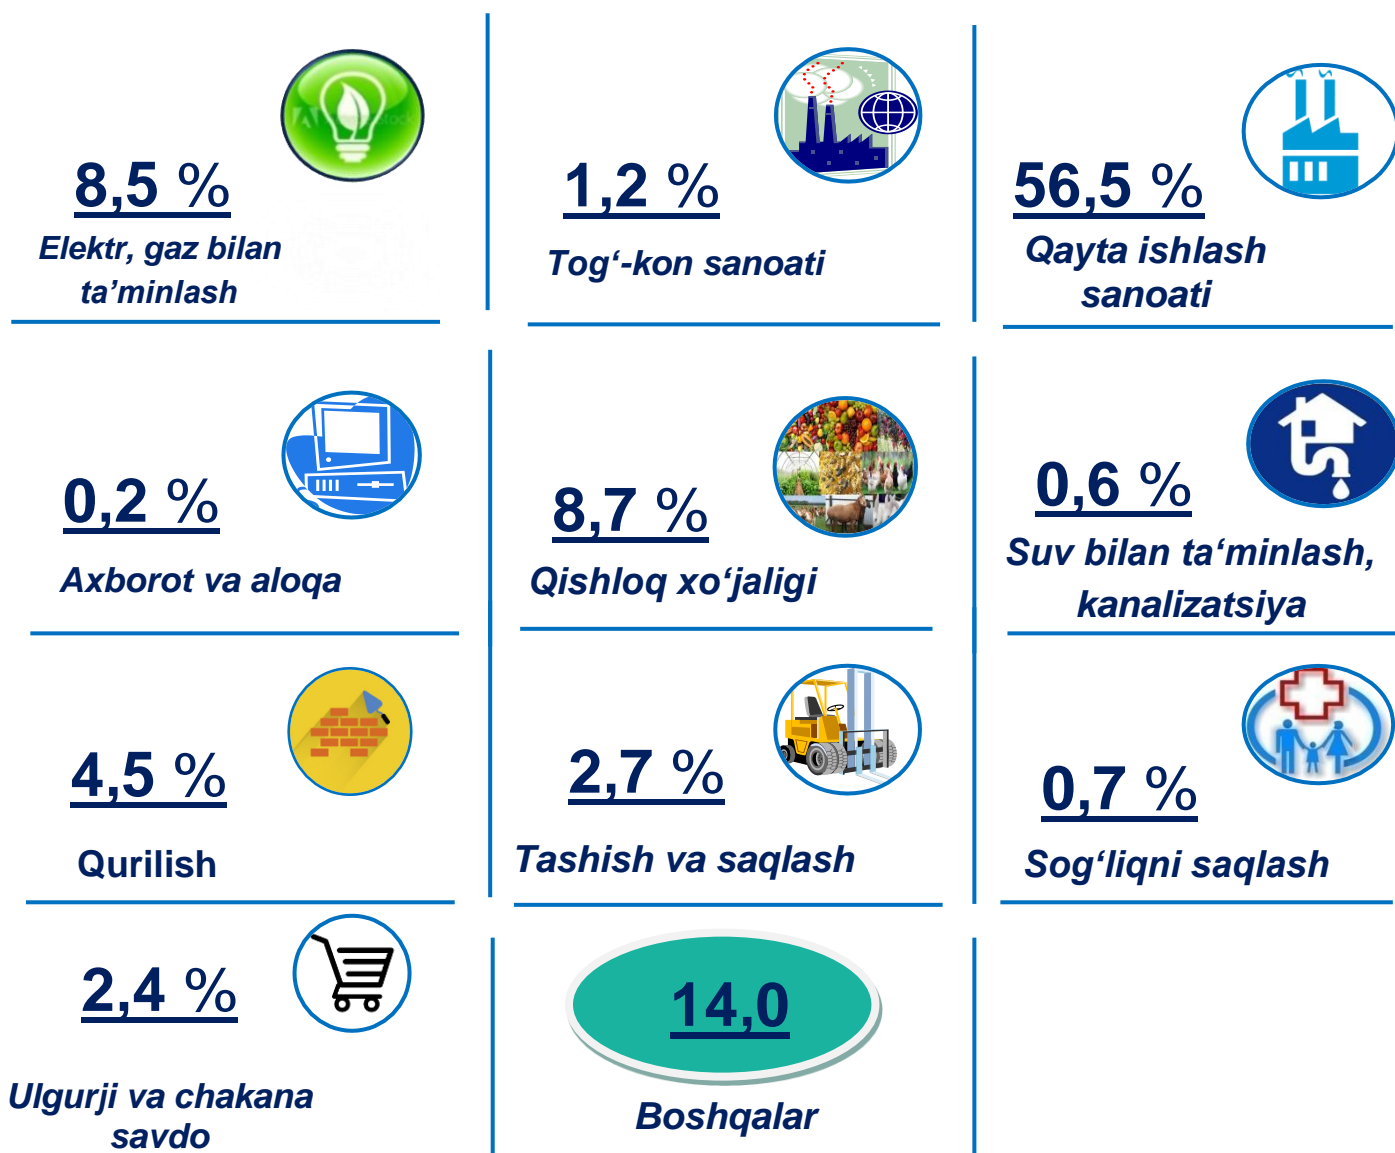 8,5 %
Elektr, gaz bilan
ta’minlash
1,2 %
Tog‘-kon sanoati
56,5 %
Qayta ishlash
sanoati
0,2 %
Axborot va aloqa
8,7 %
Qishloq xo‘jaligi
0,6 %
Suv bilan ta‘minlash,
kanalizatsiya
4,5 %
Qurilish
2,7 %
Tashish va saqlash
0,7 %
Sog‘liqni saqlash
2,4 %
Ulgurji va chakana
savdo
14,0
Boshqalar